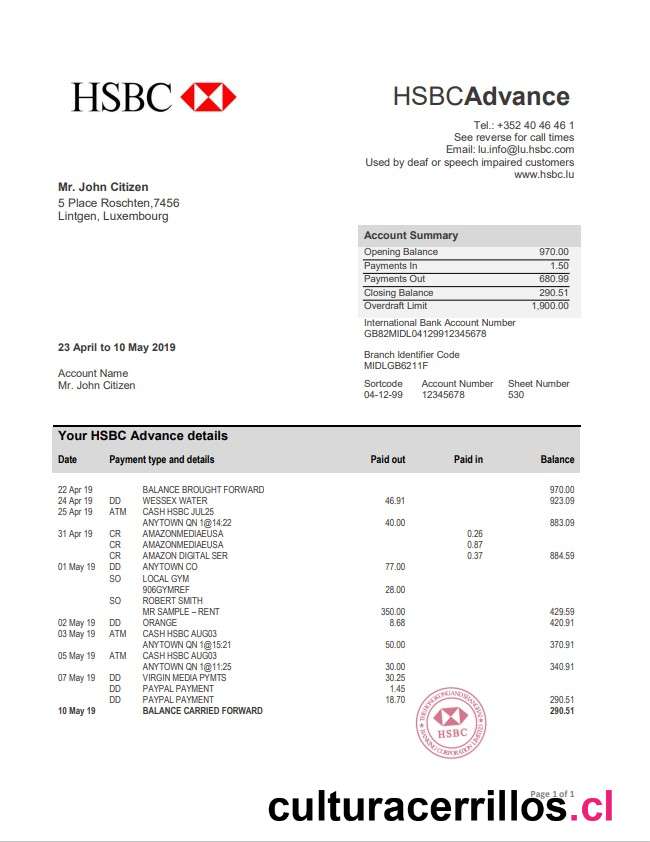 HSBC
HSBCAdvance
Tel.: +352 40 46 46 1
See reverse for call times
Email: lu.info@lu.hsbc.com
Used by deaf or speech impaired customers
www.hsbc.lu
Mr. John Citizen
5 Place Roschten,7456
Lintgen, Luxembourg
Account Summary
Opening Balance 970.00
Payments In 1.50
Payments Out 680.99
Closing Balance 290.51
Overdraft Limit 1,900.00
International Bank Account Number
GB82MIDL04129912345678
23 April to 10 May 2019
Branch Identifier Code
MIDLGB6211F
Account Name
Mr. John Citizen
Sortcode Account Number Sheet Number
04-12-99 12345678 530
Your HSBC Advance details
Date Payment type and details Paid out Paid in Balance
22 Apr 19 BALANCE BROUGHT FORWARD 970.00
24 Apr 19 DD WESSEX WATER 46.91 923.09
25 Apr 19 ATM CASH HSBC JUL25
ANYTOWN QN 1@14:22 40.00 883.09
31 Apr 19 CR AMAZONMEDIAEUSA 0.26
CR AMAZONMEDIAEUSA 0.87
CR AMAZON DIGITAL SER 0.37 884.59
01 May 19 DD ANYTOWN CO 77.00
SO LOCAL GYM
906GYMREF 28.00
SO ROBERT SMITH
MR SAMPLE – RENT 350.00 429.59
02 May 19 DD ORANGE 8.68 420.91
03 May 19 ATM CASH HSBC AUG03
ANYTOWN QN 1@15:21 50.00 370.91
05 May 19 ATM CASH HSBC AUG03
ANYTOWN QN 1@11:25 30.00 340.91
07 May 19 DD VIRGIN MEDIA PYMTS 30.25
DD PAYPAL PAYMENT 1.45
DD PAYPAL PAYMENT 18.70 290.51
10 May 19 BALANCE CARRIED FORWARD 290.51
THE HONGKONG AND SHANGHAI
HSBC
BANKING CORPORATION LIMITED
Page 1 of 1
culturacerrillos.cl